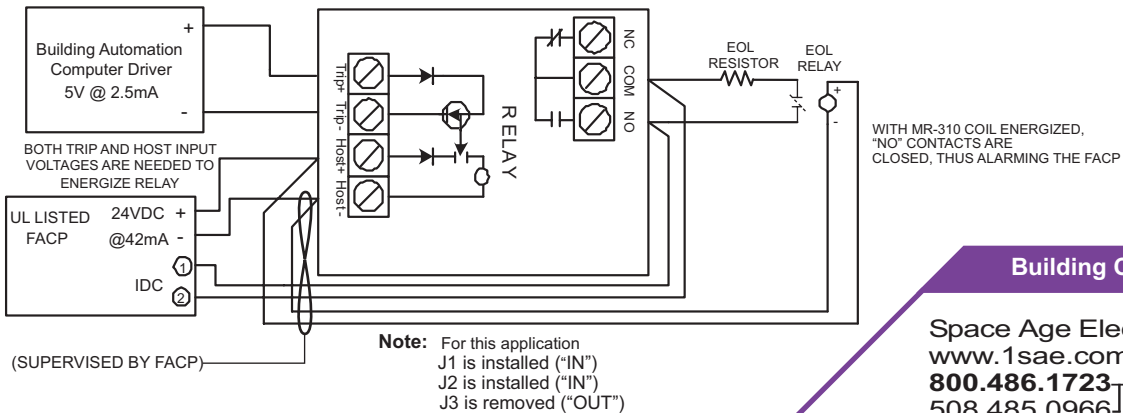 Building Automation
Computer Driver
5V @ 2.5mA
+
-
BOTH TRIP AND HOST INPUT
VOLTAGES ARE NEEDED TO
ENERGIZE RELAY
UL LISTED
FACP
24VDC +
@42mA -
IDC
1
2
(SUPERVISED BY FACP)
Trip+
Trip-
Host+
Host-
RELAY
NC
COM
NO
EOL
RESISTOR
EOL
RELAY
+
-
WITH MR-310 COIL ENERGIZED,
"NO" CONTACTS ARE
CLOSED, THUS ALARMING THE FACP
Note: For this application
J1 is installed ("IN")
J2 is installed ("IN")
J3 is removed ("OUT")
Building
Space Age
www.1sae.com
800.486.1723
508.485.0966